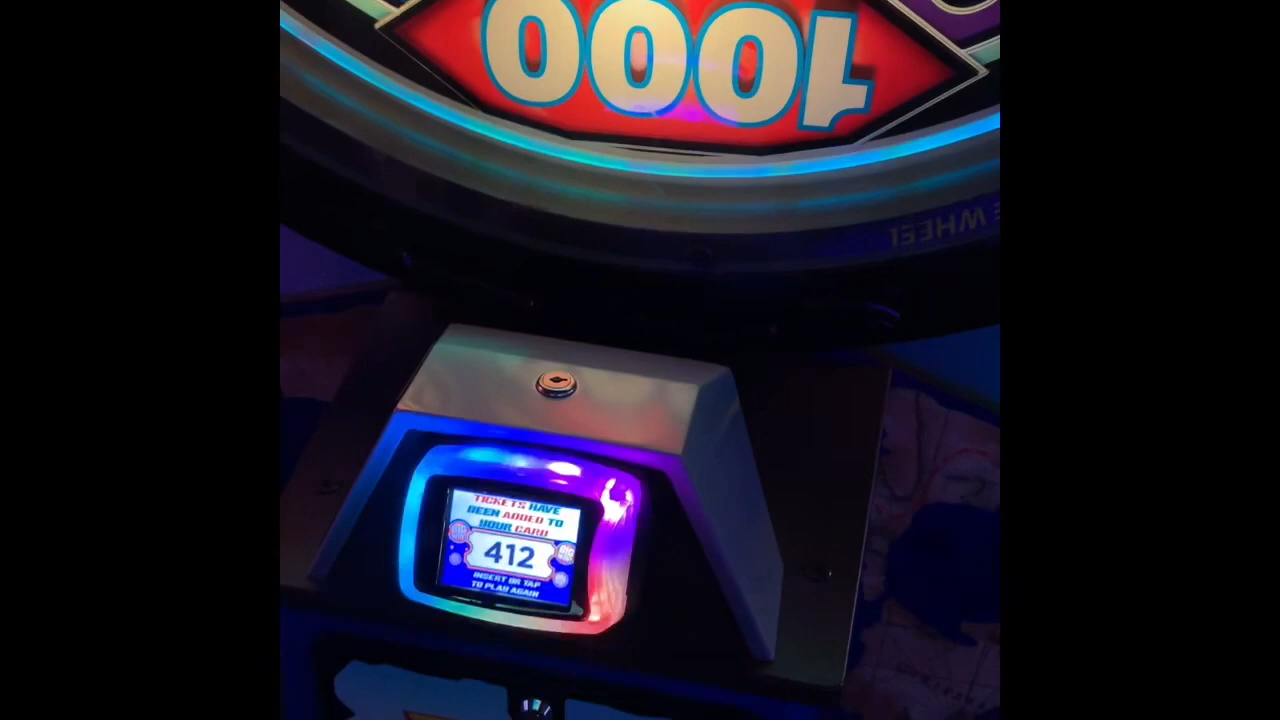 1000
E WHEEL
TICKETS HAVE
BEEN ADDED TO
YOUR CARD
412
INSERT OR TAP
TO PLAY AGAIN